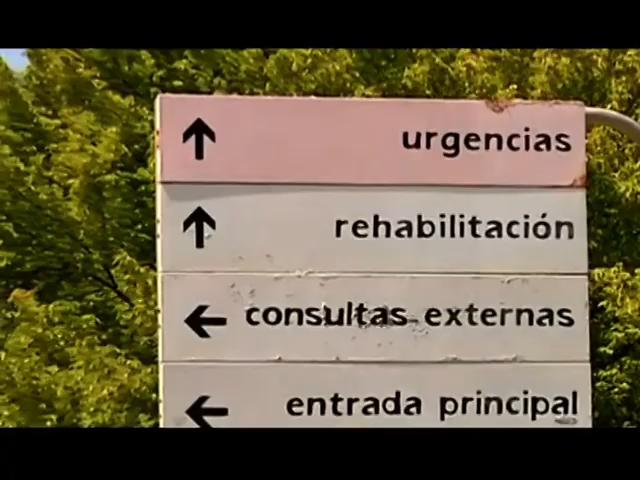 urgencias
rehabilitación
consultas externas
entrada principal